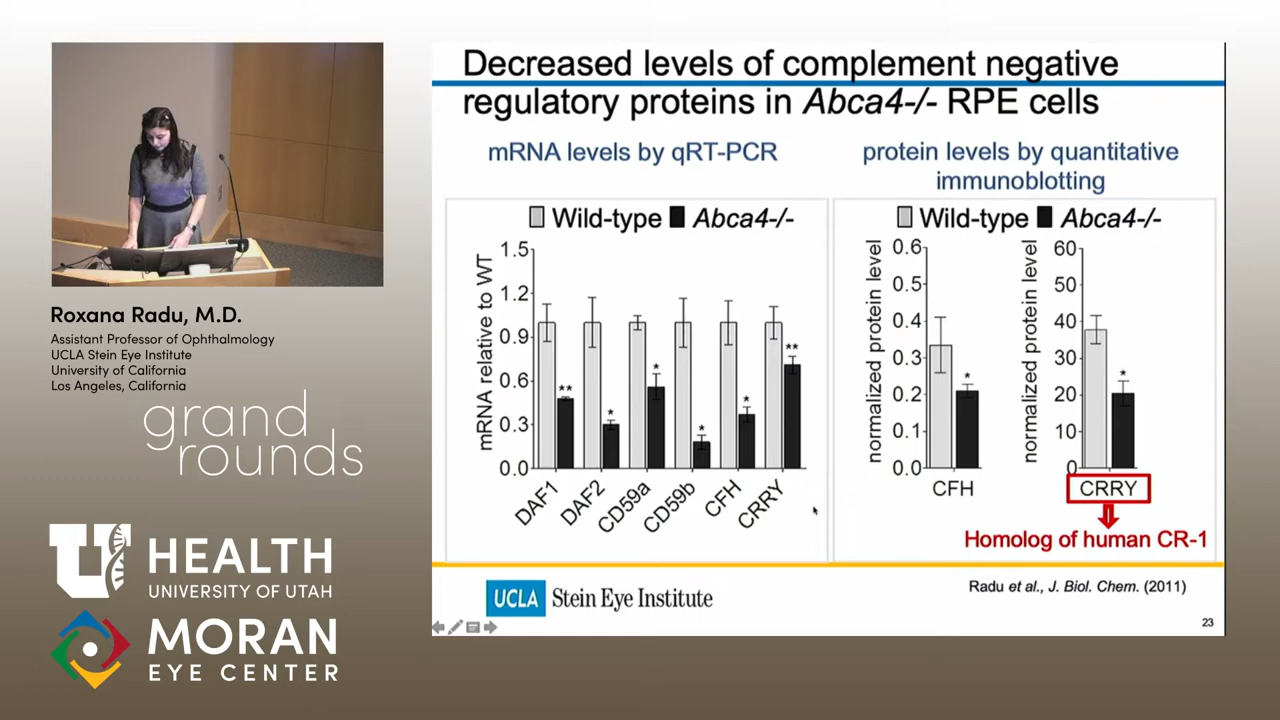 Decreased levels of complement negative
regulatory proteins in Abca4-/- RPE cells
mRNA levels by qRT-PCR
Wild-type Abca4-/-
mRNA relative to WT
1.5
1.2
0.9
0.6
0.3
0.0
**
*
*
*
*
**
DAF1
DAF2
CD59a
CD59b
CFH
CRRY
protein levels by quantitative
immunoblotting
Wild-type Abca4-/-
normalized protein level
0.6
0.5
0.4
0.3
0.2
0.1
0.0
*
CFH
normalized protein level
60
50
40
30
20
10
0
*
CRRY
Homolog of human CR-1
UCLA Stein Eye Institute
Radu et al., J. Biol. Chem. (2011)
23
Roxana Radu, M.D.
Assistant Professor of Ophthalmology
UCLA Stein Eye Institute
University of California
Los Angeles, California
grand
rounds
U HEALTH
UNIVERSITY OF UTAH
MORAN
EYE CENTER